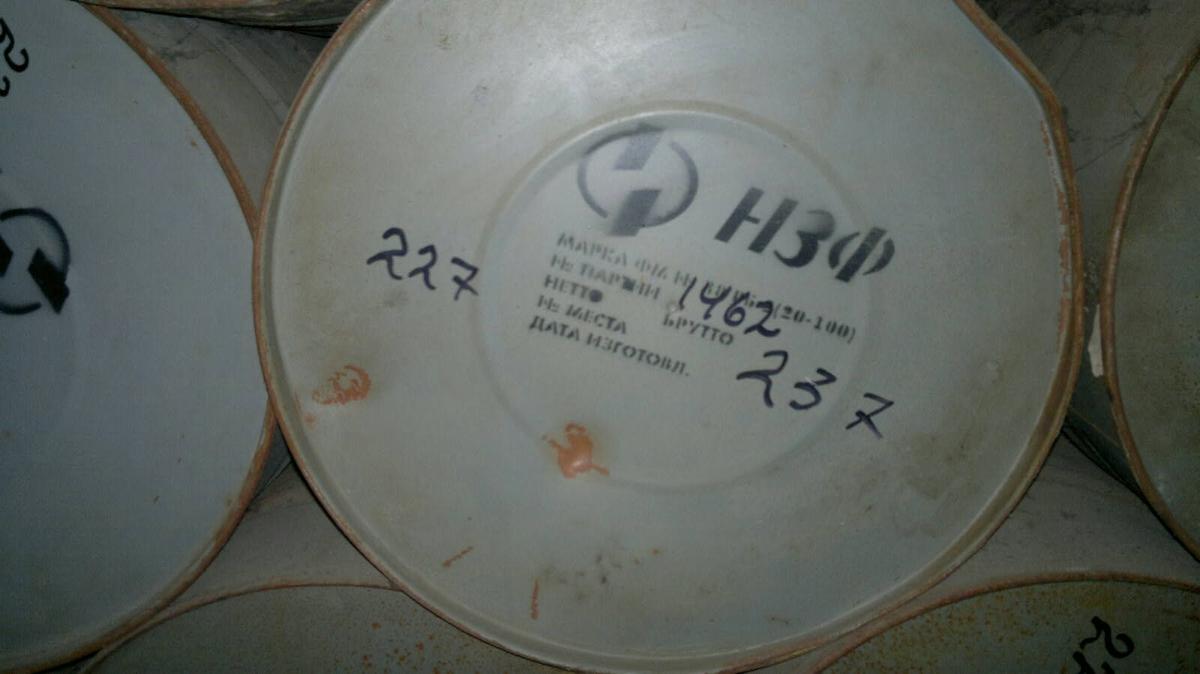 НЗФ
МАРКА (20-100)
№ ПАРТИИ 1462
227 НЕТТО БРУТТО 237
№ МЕСТА
ДАТА ИЗГОТОВЛ.